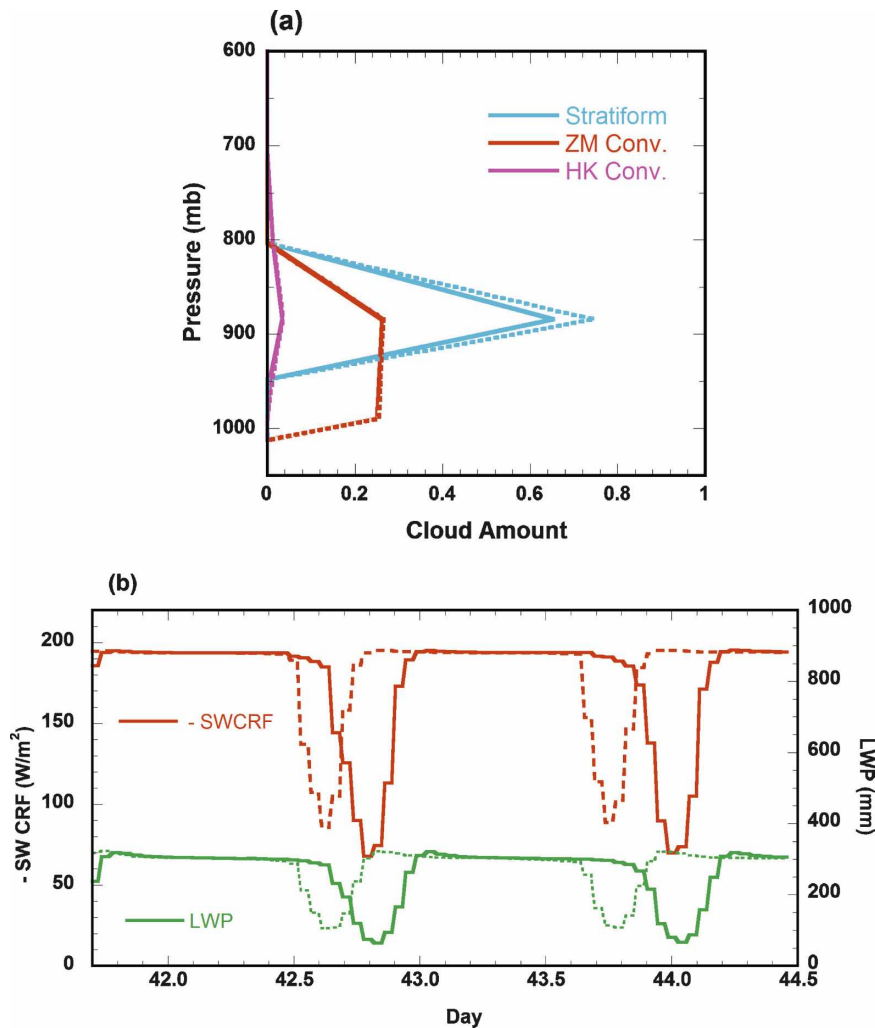 (a)
600
700
800
900
1000
Pressure (mb)
Stratiform
ZM Conv.
HK Conv.
0 0.2 0.4 0.6 0.8 1
Cloud Amount
(b)
200
150
100
50
0
- SW CRF (W/m²)
- SWCRF
LWP
1000
800
600
400
200
0
LWP (mm)
42.0 42.5 43.0 43.5 44.0 44.5
Day